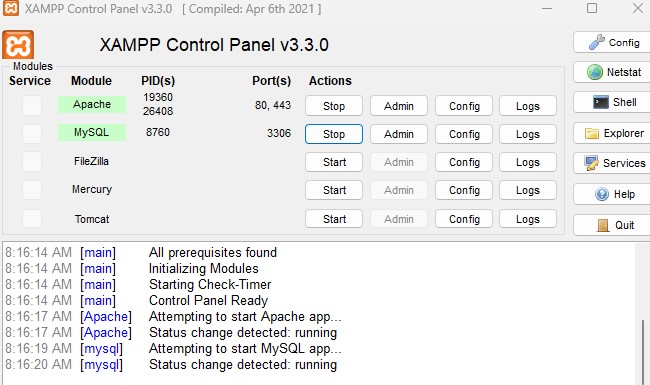 XAMPP Control Panel v3.3.0 [ Compiled: Apr 6th 2021 ]
XAMPP Control Panel v3.3.0
Config
Modules
Service Module PID(s) Port(s) Actions
Netstat
Apache 19360 26408 80, 443 Stop Admin Config Logs
Shell
MySQL 8760 3306 Stop Admin Config Logs
Explorer
FileZilla Start Admin Config Logs
Services
Mercury Start Admin Config Logs
Help
Tomcat Start Admin Config Logs
Quit
8:16:14 AM [main] All prerequisites found
8:16:14 AM [main] Initializing Modules
8:16:14 AM [main] Starting Check-Timer
8:16:14 AM [main] Control Panel Ready
8:16:17 AM [Apache] Attempting to start Apache app...
8:16:17 AM [Apache] Status change detected: running
8:16:19 AM [mysql] Attempting to start MySQL app...
8:16:20 AM [mysql] Status change detected: running